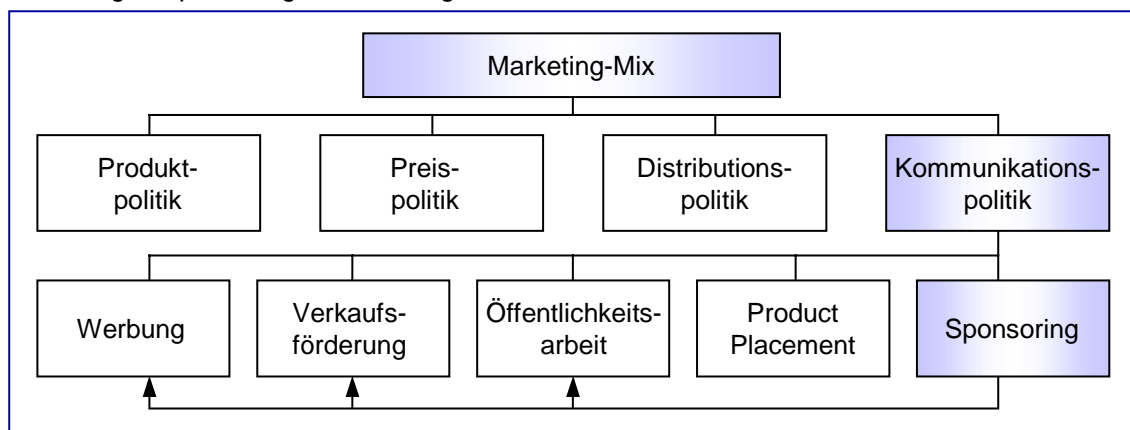 Marketing-Mix
Produkt-
politik
Preis-
politik
Distributions-
politik
Kommunikations-
politik
Werbung
Verkaufs-
förderung
Öffentlichkeits-
arbeit
Product
Placement
Sponsoring